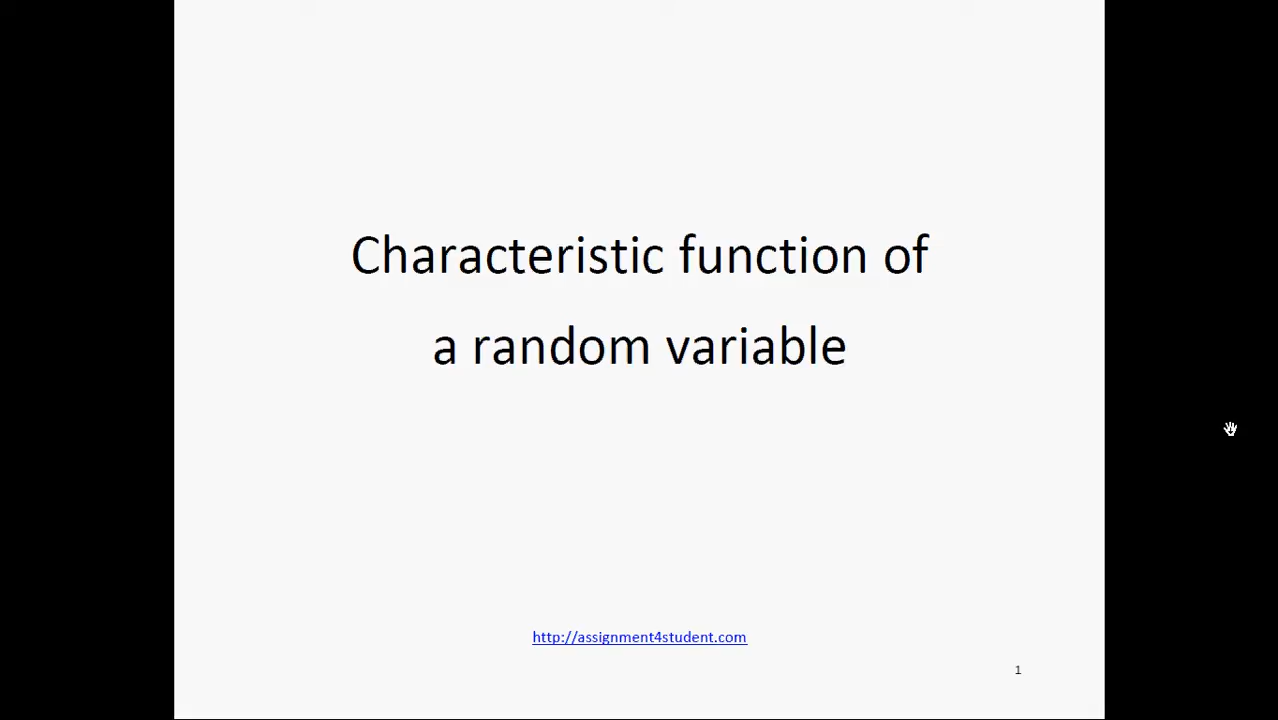 Characteristic function of
a random variable
http://assignment4student.com
1